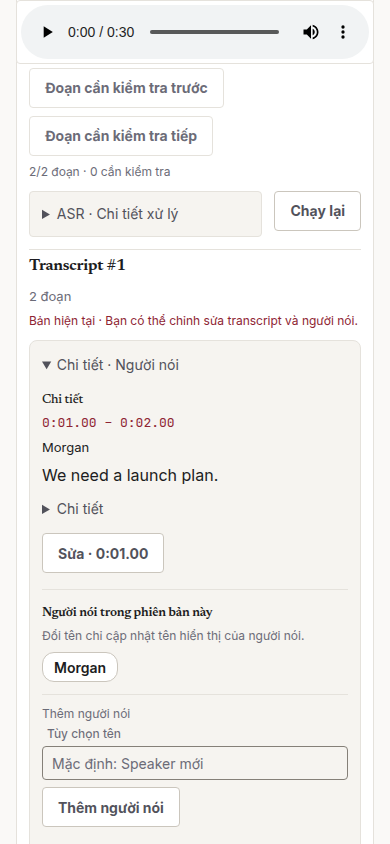 0:00 / 0:30
Đoạn cần kiểm tra trước
Đoạn cần kiểm tra tiếp
2/2 đoạn · 0 cần kiểm tra
ASR · Chi tiết xử lý
Chạy lại
Transcript #1
2 đoạn
Bản hiện tại · Bạn có thể chỉnh sửa transcript và người nói.
Chi tiết · Người nói
Chi tiết
0:01.00 – 0:02.00
Morgan
We need a launch plan.
Chi tiết
Sửa · 0:01.00
Người nói trong phiên bản này
Đổi tên chỉ cập nhật tên hiển thị của người nói.
Morgan
Thêm người nói
Tùy chọn tên
Mặc định: Speaker mới
Thêm người nói